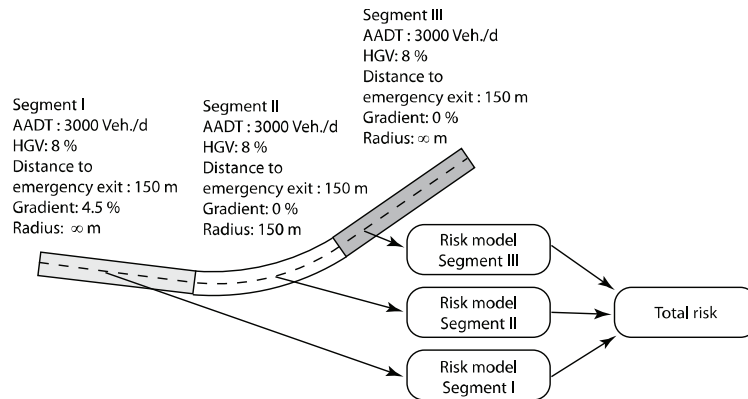 Segment III
AADT : 3000 Veh./d
HGV: 8 %
Distance to
emergency exit : 150 m
Gradient: 0 %
Radius: ∞ m
Segment I
AADT : 3000 Veh./d
HGV: 8 %
Distance to
emergency exit : 150 m
Gradient: 4.5 %
Radius: ∞ m
Segment II
AADT : 3000 Veh./d
HGV: 8 %
Distance to
emergency exit : 150 m
Gradient: 0 %
Radius: 150 m
Risk model
Segment III
Risk model
Segment II
Risk model
Segment I
Total risk